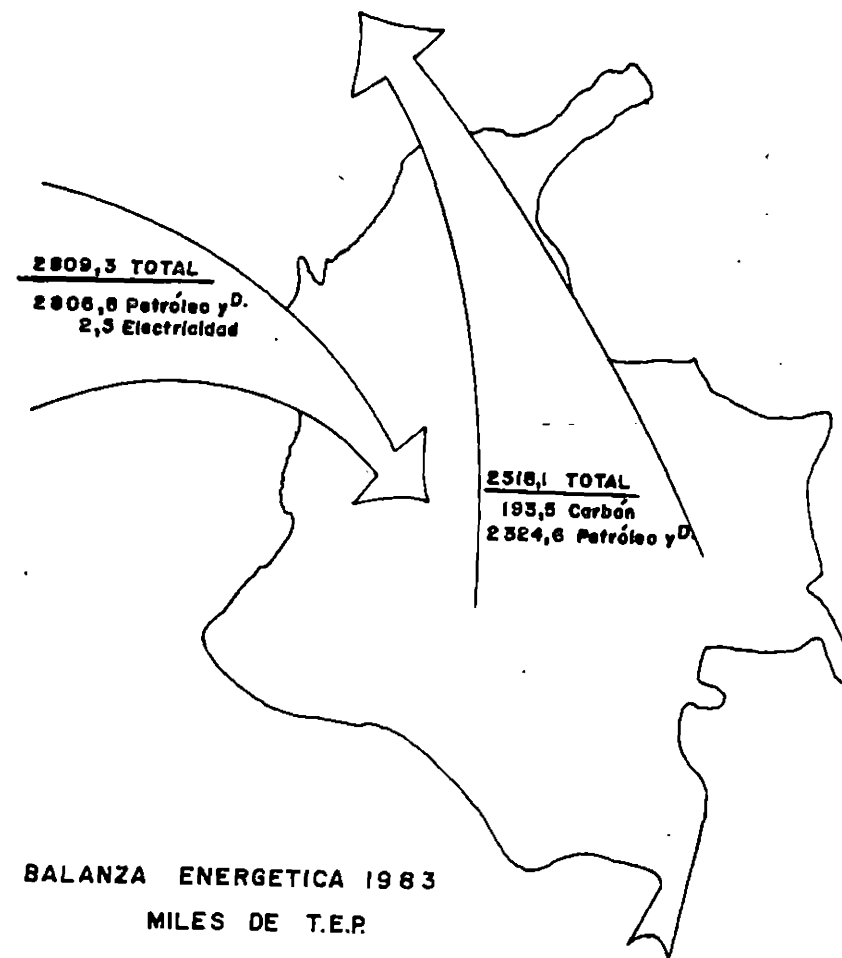 2809,3 TOTAL
2806,8 Petróleo y D.
2,5 Electricidad
2518,1 TOTAL
193,5 Carbón
2324,6 Petróleo y D.
BALANZA ENERGETICA 1983
MILES DE T.E.P.